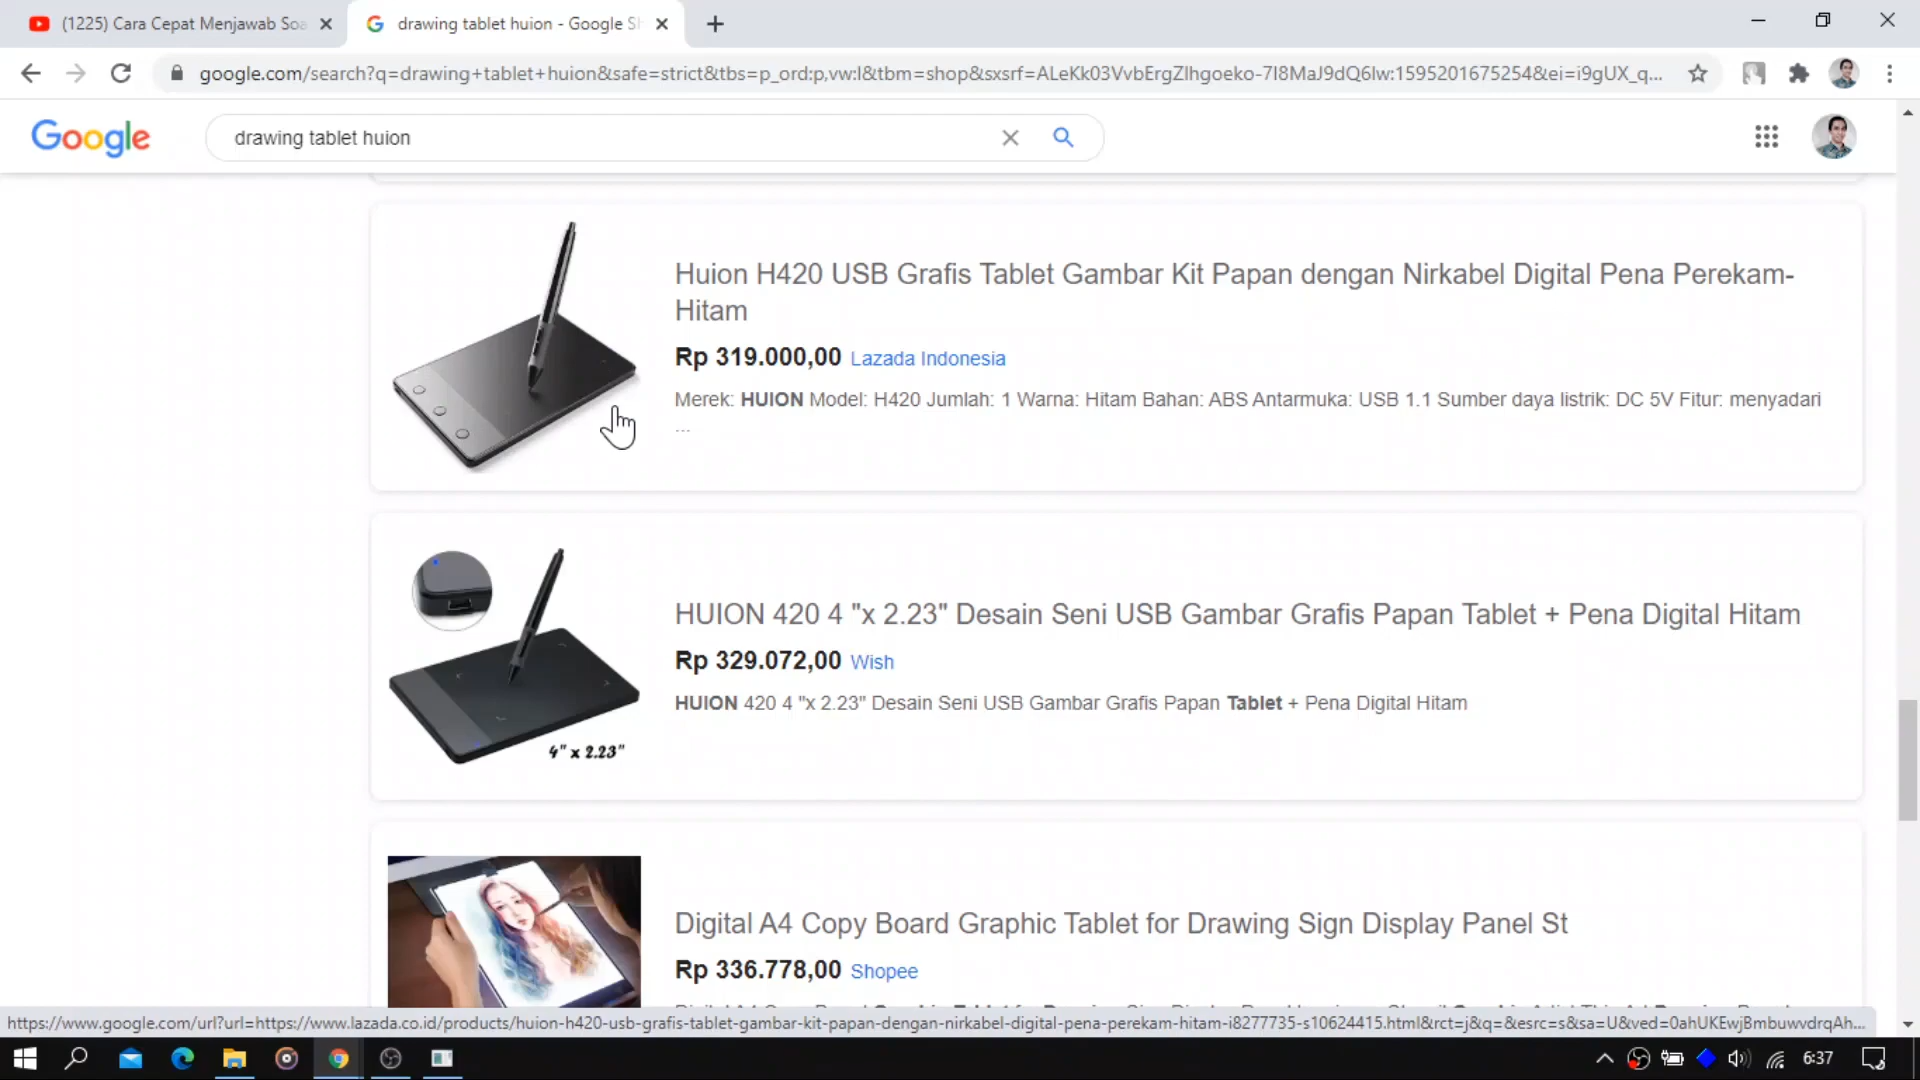 (1225) Cara Cepat Menjawab Soa
drawing tablet huion - Google Sh
google.com/search?q=drawing+tablet+huion&safe=strict&tbs=p_ord:p,vw:l&tbm=shop&sxsrf=ALeKk03VvbErgZlhgoeko-7I8MaJ9dQ6lw:1595201675254&ei=i9gUX_q...
Google
drawing tablet huion
Huion H420 USB Grafis Tablet Gambar Kit Papan dengan Nirkabel Digital Pena Perekam-
Hitam
Rp 319.000,00 Lazada Indonesia
Merek: HUION Model: H420 Jumlah: 1 Warna: Hitam Bahan: ABS Antarmuka: USB 1.1 Sumber daya listrik: DC 5V Fitur: menyadari
...
HUION 420 4 "x 2.23" Desain Seni USB Gambar Grafis Papan Tablet + Pena Digital Hitam
Rp 329.072,00 Wish
HUION 420 4 "x 2.23" Desain Seni USB Gambar Grafis Papan Tablet + Pena Digital Hitam
4" x 2.23"
Digital A4 Copy Board Graphic Tablet for Drawing Sign Display Panel St
Rp 336.778,00 Shopee
https://www.google.com/url?url=https://www.lazada.co.id/products/huion-h420-usb-grafis-tablet-gambar-kit-papan-dengan-nirkabel-digital-pena-perekam-hitam-i8277735-s10624415.html&rct=j&q=&esrc=s&sa=U&ved=0ahUKEwjBmbuwvdrqAh...
6:37